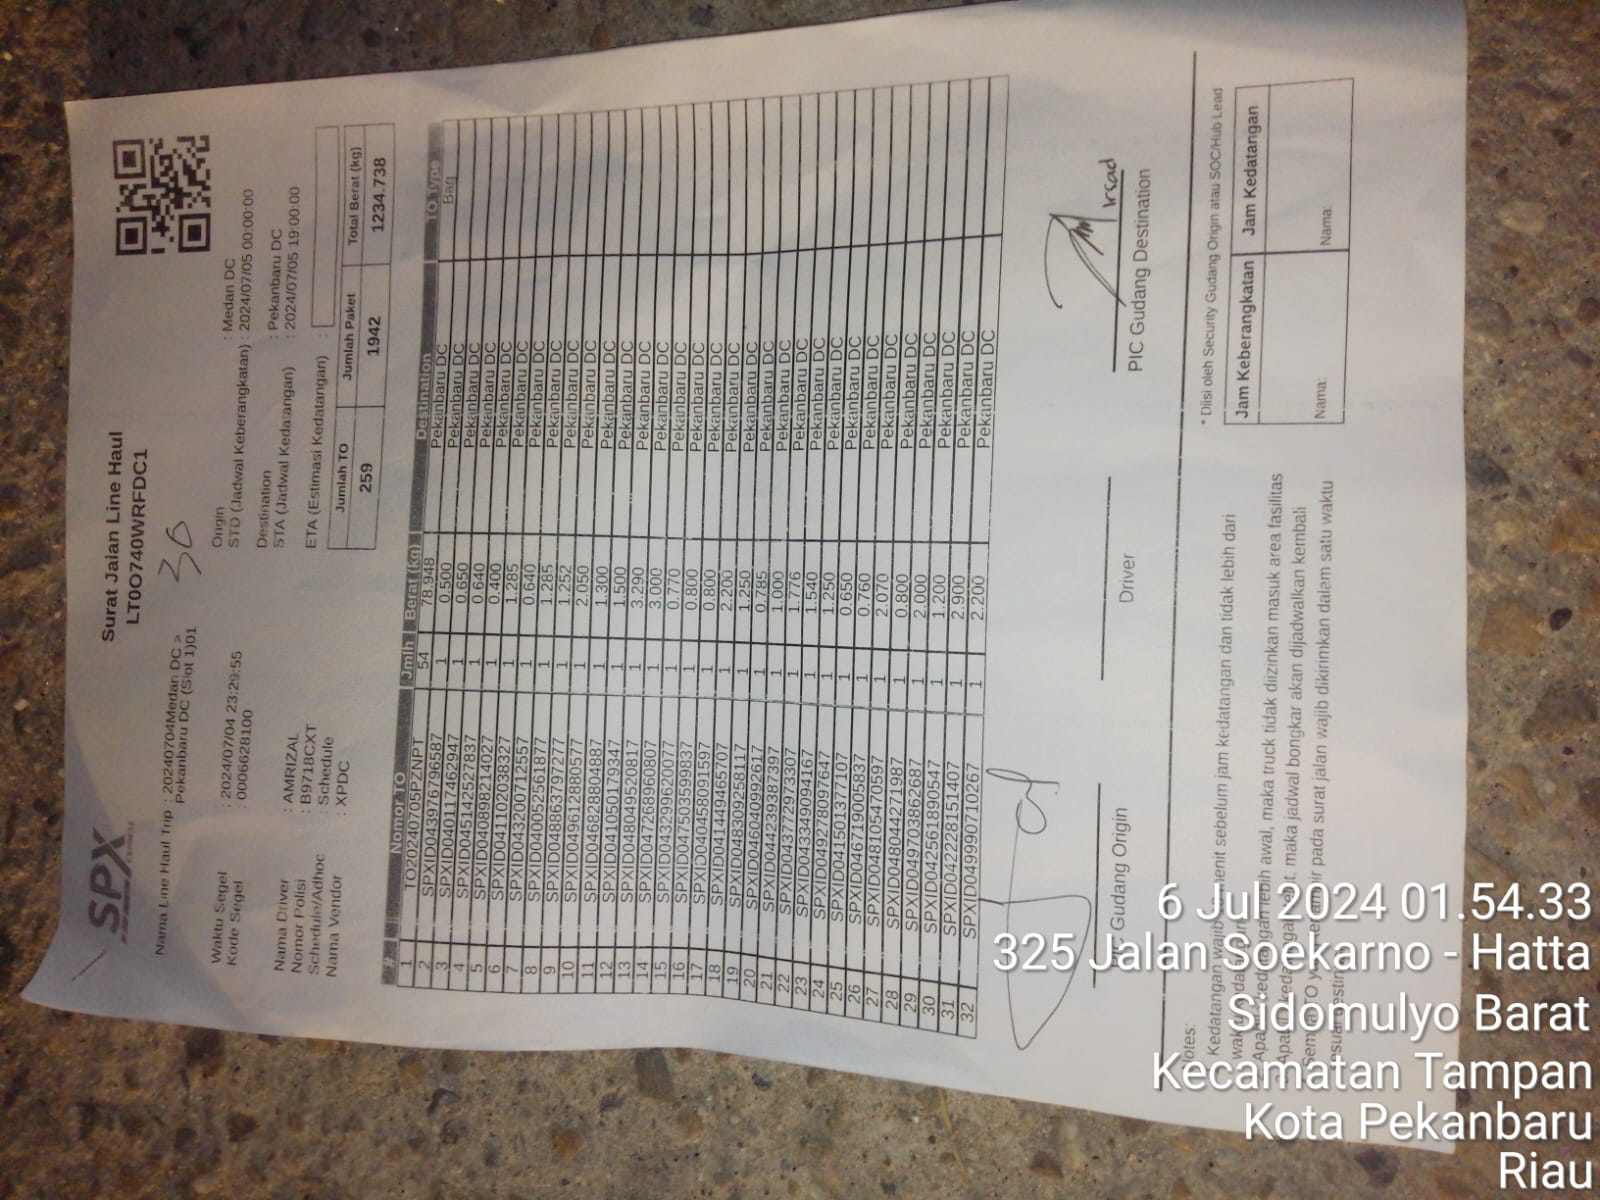 SPX
EXPRESS
Surat Jalan Line Haul
LT0O740WRFDC1
30
Nama Line Haul Trip : 20240704Medan DC >
Pekanbaru DC (Slot 1)01
Waktu Segel : 2024/07/04 23:29:55
Kode Segel : 0006628100
Nama Driver : AMRIZAL
Nomor Polisi : B9718CXT
Schedule/Adhoc : Schedule
Nama Vendor : XPDC
Origin : Medan DC
STD (Jadwal Keberangkatan) : 2024/07/05 00:00:00
Destination : Pekanbaru DC
STA (Jadwal Kedatangan) : 2024/07/05 19:00:00
ETA (Estimasi Kedatangan) :
Jumlah TO Jumlah Paket Total Berat (kg)
259 1942 1234.738
# Nomor TO Jmlh Berat (kg) Destination TO Type
1 TO20240705PZNPT 54 78.948 Pekanbaru DC Bag
2 SPXID043976796587 1 0.500 Pekanbaru DC
3 SPXID040117462947 1 0.650 Pekanbaru DC
4 SPXID045142527837 1 0.640 Pekanbaru DC
5 SPXID040898214027 1 0.400 Pekanbaru DC
6 SPXID041102038327 1 1.285 Pekanbaru DC
7 SPXID043200712557 1 0.640 Pekanbaru DC
8 SPXID040052561877 1 1.285 Pekanbaru DC
9 SPXID048863797277 1 1.252 Pekanbaru DC
10 SPXID049612880577 1 2.050 Pekanbaru DC
11 SPXID046828804887 1 1.300 Pekanbaru DC
12 SPXID041050179347 1 1.500 Pekanbaru DC
13 SPXID048049520817 1 3.290 Pekanbaru DC
14 SPXID047268960807 1 3.000 Pekanbaru DC
15 SPXID043299620077 1 0.770 Pekanbaru DC
16 SPXID047503599837 1 0.800 Pekanbaru DC
17 SPXID040458091597 1 0.800 Pekanbaru DC
18 SPXID041449465707 1 2.200 Pekanbaru DC
19 SPXID048309258117 1 1.250 Pekanbaru DC
20 SPXID046040992617 1 0.785 Pekanbaru DC
21 SPXID044239387397 1 1.000 Pekanbaru DC
22 SPXID043772973307 1 1.776 Pekanbaru DC
23 SPXID043349094167 1 1.540 Pekanbaru DC
24 SPXID049278097647 1 1.250 Pekanbaru DC
25 SPXID041501377107 1 0.650 Pekanbaru DC
26 SPXID046719005837 1 0.760 Pekanbaru DC
27 SPXID048105470597 1 2.070 Pekanbaru DC
28 SPXID048044271987 1 0.800 Pekanbaru DC
29 SPXID049703862687 1 2.000 Pekanbaru DC
30 SPXID042561890547 1 1.200 Pekanbaru DC
31 SPXID042228151407 1 2.900 Pekanbaru DC
32 SPXID049990710267 1 2.200 Pekanbaru DC
Irsad
Gudang Origin Driver PIC Gudang Destination
* Diisi oleh Security Gudang Origin atau SOC/Hub Lead
Jam Keberangkatan Jam Kedatangan
Nama: Nama:
Notes:
Kedatangan wajib menit sebelum jam kedatangan dan tidak lebih dari
lebih awal, maka truck tidak diizinkan masuk area fasilitas
maka jadwal bongkar akan dijadwalkan kembali
pada surat jalan wajib dikirimkan dalam satu waktu
6 Jul 2024 01.54.33
325 Jalan Soekarno - Hatta
Sidomulyo Barat
Kecamatan Tampan
Kota Pekanbaru
Riau